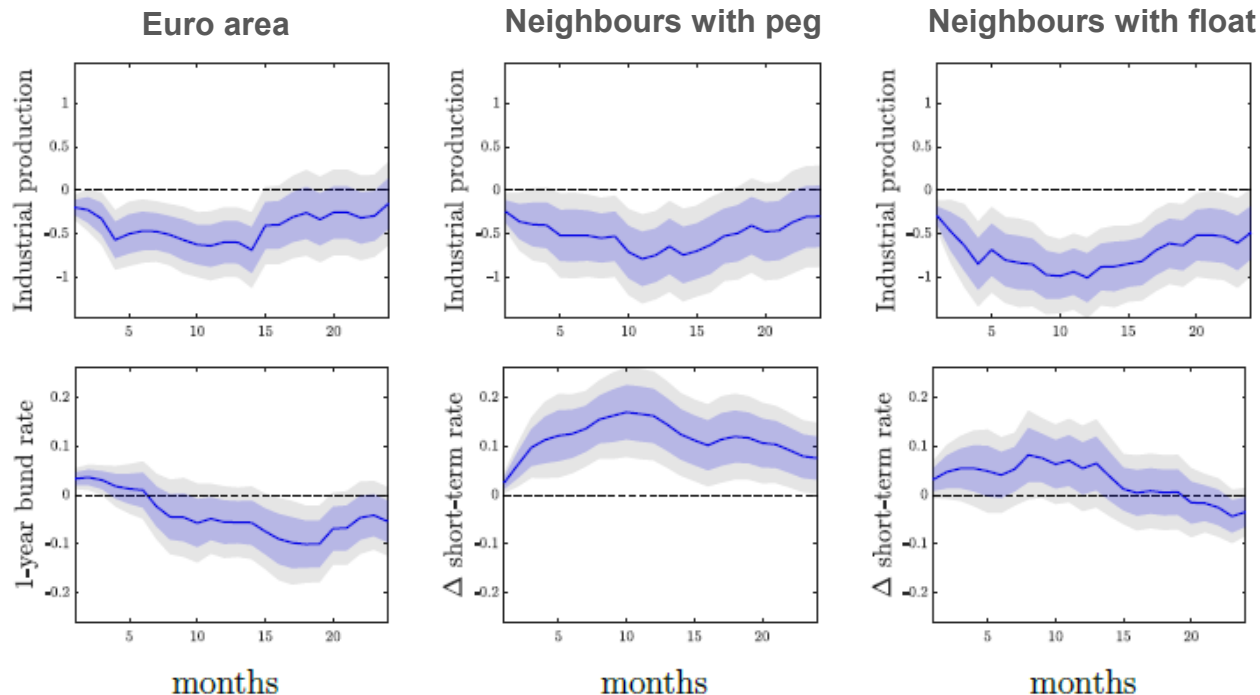 Euro area
Neighbours with peg
Neighbours with float
Industrial production
1
0.5
0
-0.5
-1
5 10 15 20
Industrial production
1
0.5
0
-0.5
-1
5 10 15 20
Industrial production
1
0.5
0
-0.5
-1
5 10 15 20
1-year bund rate
0.2
0.1
0
-0.1
-0.2
5 10 15 20
months
Δ short-term rate
0.2
0.1
0
-0.1
-0.2
5 10 15 20
months
Δ short-term rate
0.2
0.1
0
-0.1
-0.2
5 10 15 20
months